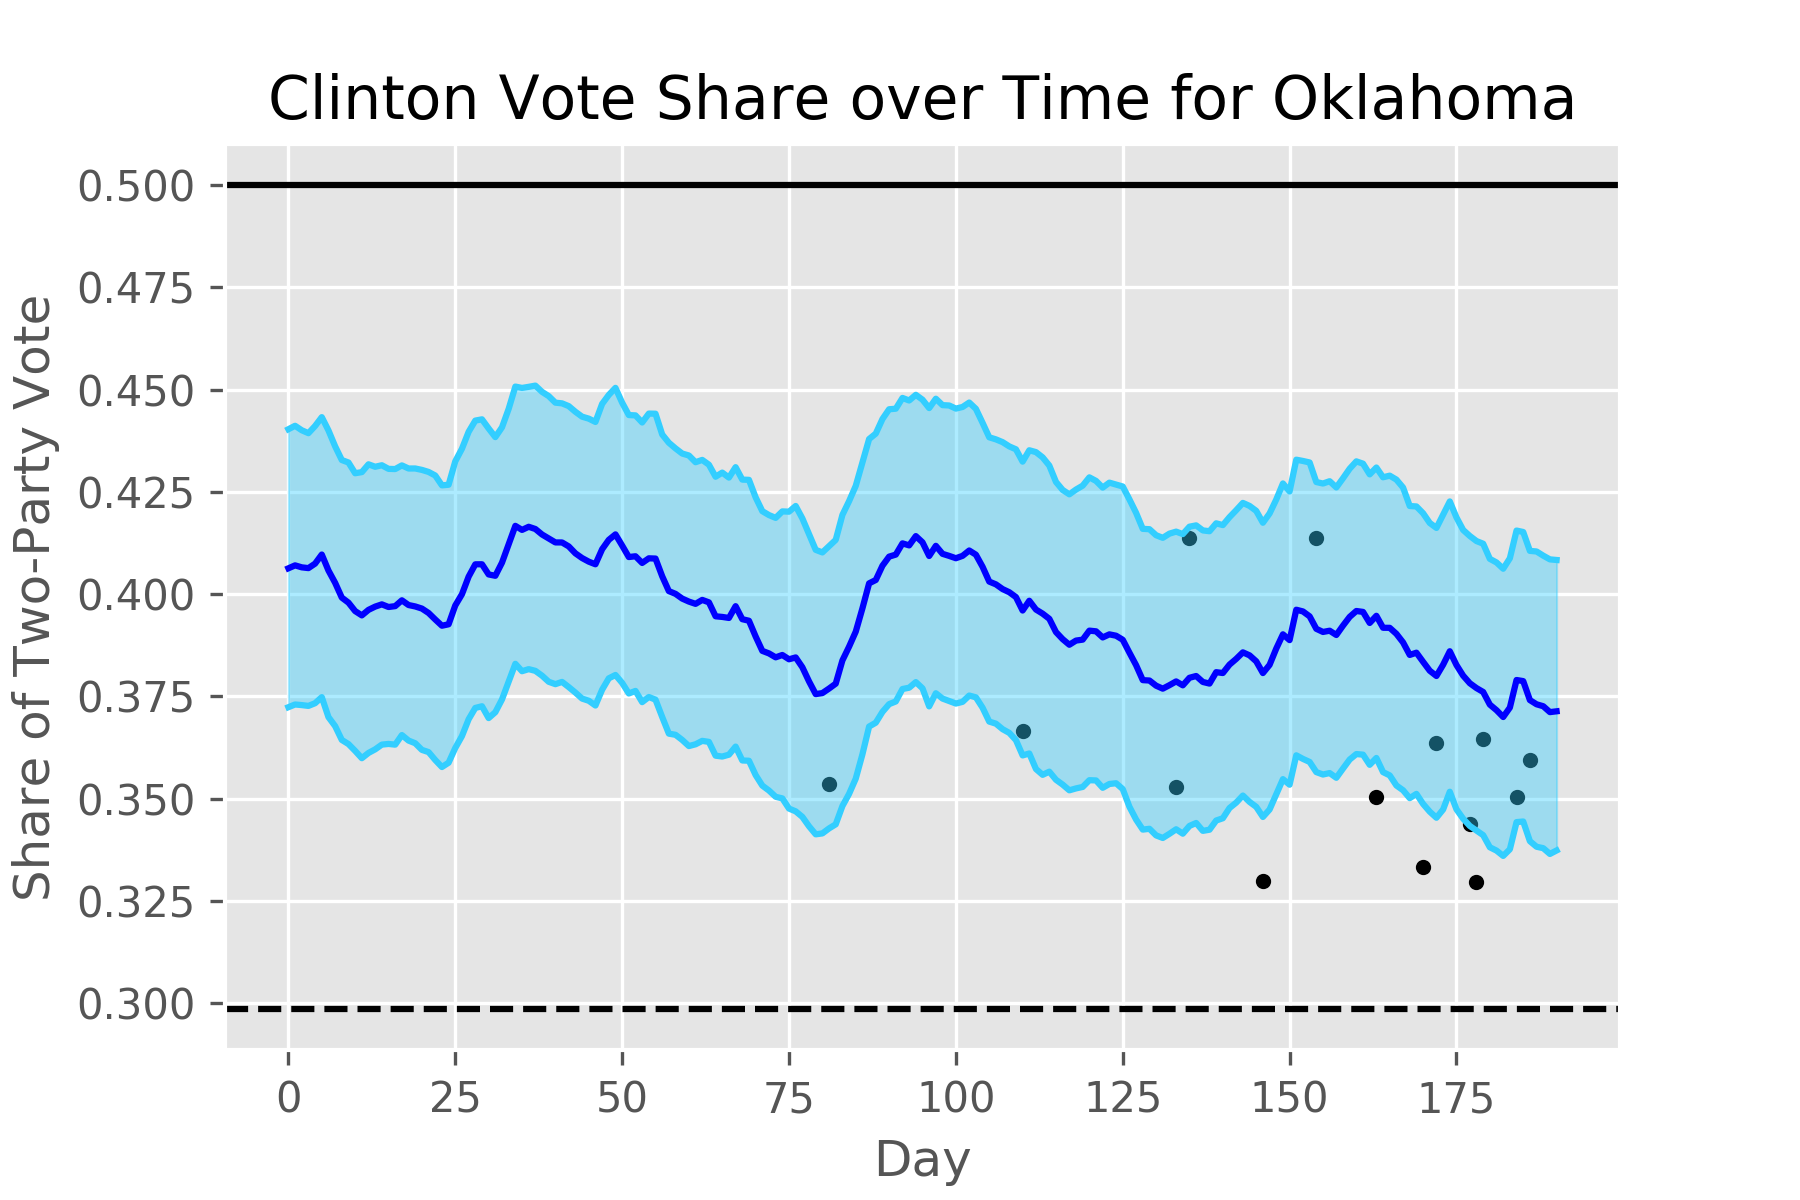 Clinton Vote Share over Time for Oklahoma
Share of Two-Party Vote
0.500
0.475
0.450
0.425
0.400
0.375
0.350
0.325
0.300
0 25 50 75 100 125 150 175
Day